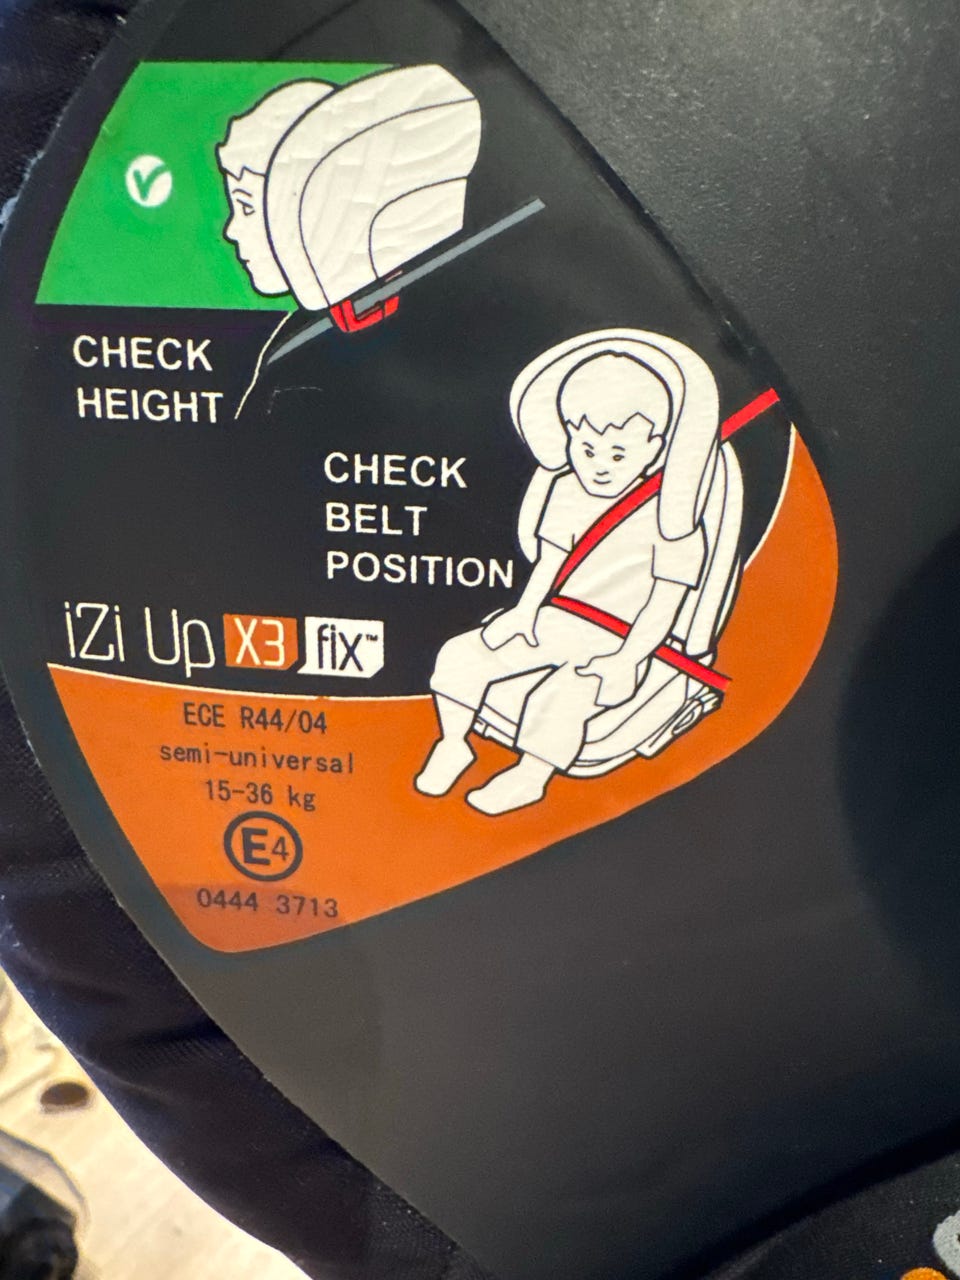 CHECK
HEIGHT
CHECK
BELT
POSITION
iZi Up X3 fix™
ECE R44/04
semi-universal
15-36 kg
E4
0444 3713